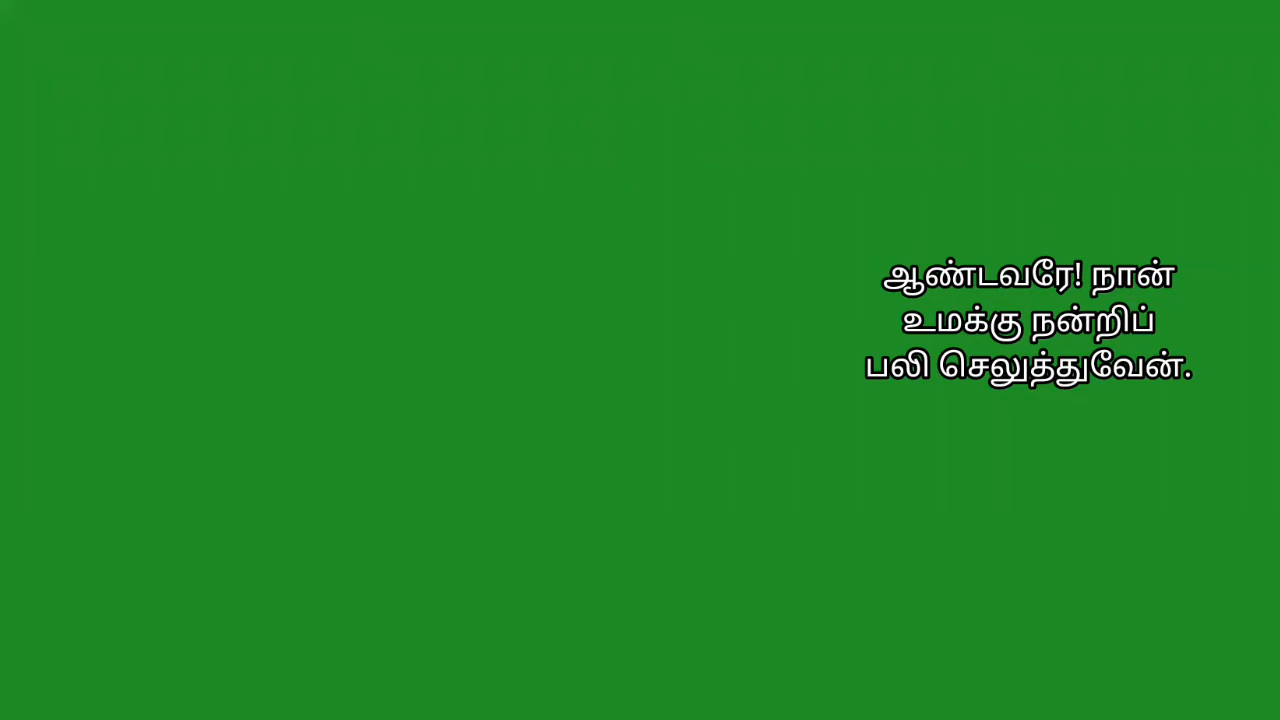 ஆண்டவரே! நான்
உமக்கு நன்றிப்
பலி செலுத்துவேன்.